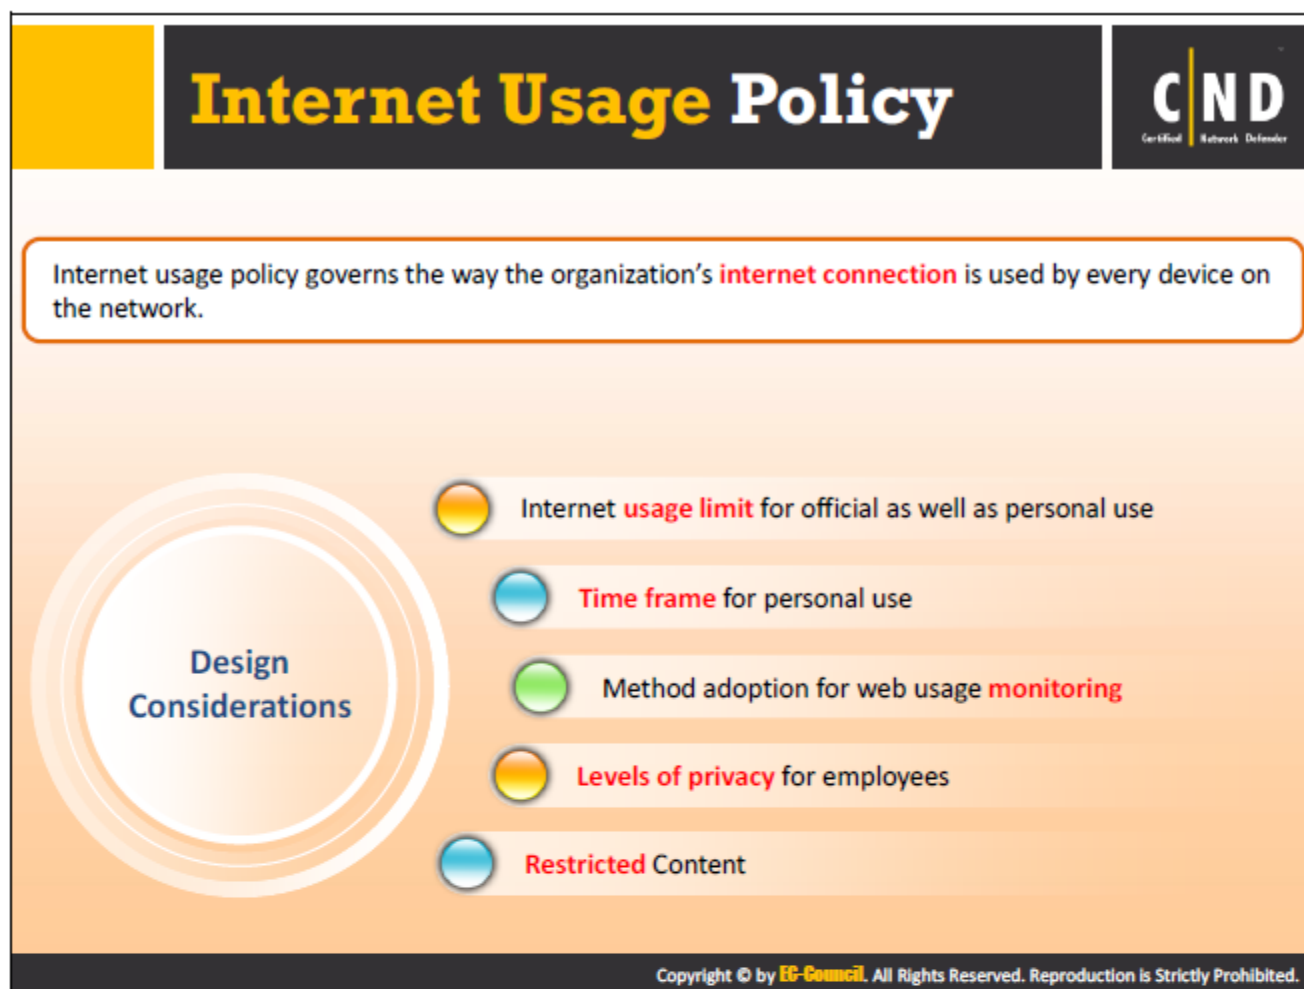 Internet Usage Policy
C ND
Certified Network Defender
Internet usage policy governs the way the organization's internet connection is used by every device on
the network.
Design
Considerations
Internet usage limit for official as well as personal use
Time frame for personal use
Method adoption for web usage monitoring
Levels of privacy for employees
Restricted Content
Copyright © by EC-Council. All Rights Reserved. Reproduction is Strictly Prohibited.